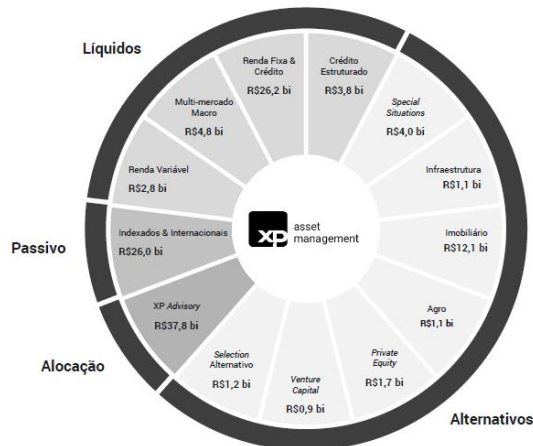 Líquidos
Renda Fixa &
Crédito
R$26,2 bi
Crédito
Estruturado
R$3,8 bi
Multi-mercado
Macro
R$4,8 bi
Special
Situations
R$4,0 bi
Renda Variável
R$2,8 bi
Infraestrutura
R$1,1 bi
Passivo
Indexados & Internacionais
R$26,0 bi
xp
asset
management
Imobiliário
R$12,1 bi
XP Advisory
R$37,8 bi
Agro
R$1,1 bi
Alocação
Selection
Alternativo
R$1,2 bi
Venture
Capital
R$0,9 bi
Private
Equity
R$1,7 bi
Alternativos